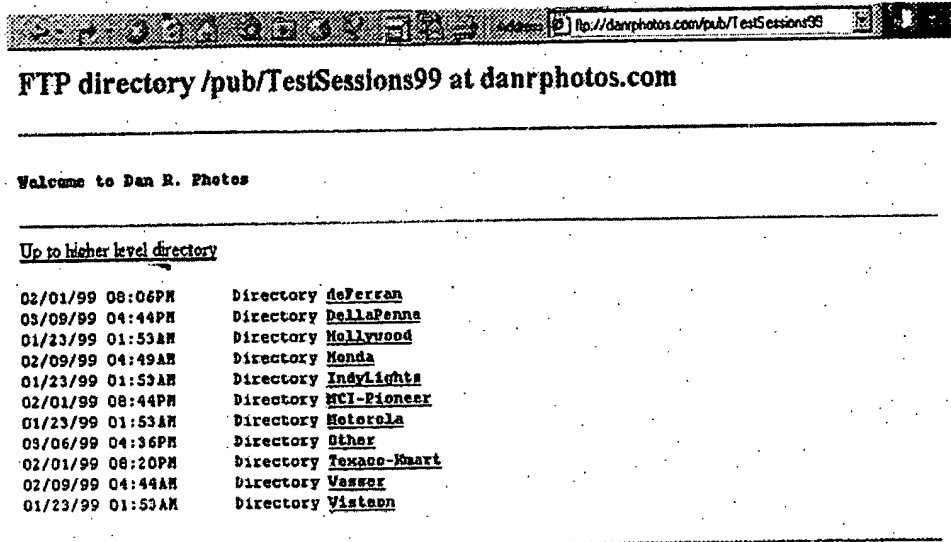 Address ftp://danrphotos.com/pub/TestSessions99
FTP directory /pub/TestSessions99 at danrphotos.com
Welcome to Dan R. Photos
Up to higher level directory
02/01/99 08:06PM Directory deFerran
03/09/99 04:44PM Directory DellaPenna
01/23/99 01:53AM Directory Hollywood
02/09/99 04:49AM Directory Honda
01/23/99 01:53AM Directory IndyLights
02/01/99 08:44PM Directory MCI-Pioneer
01/23/99 01:53AM Directory Motorola
03/06/99 04:36PM Directory Other
02/01/99 08:20PM Directory Texaco-Kmart
02/09/99 04:44AM Directory Vasser
01/23/99 01:53AM Directory Visteon